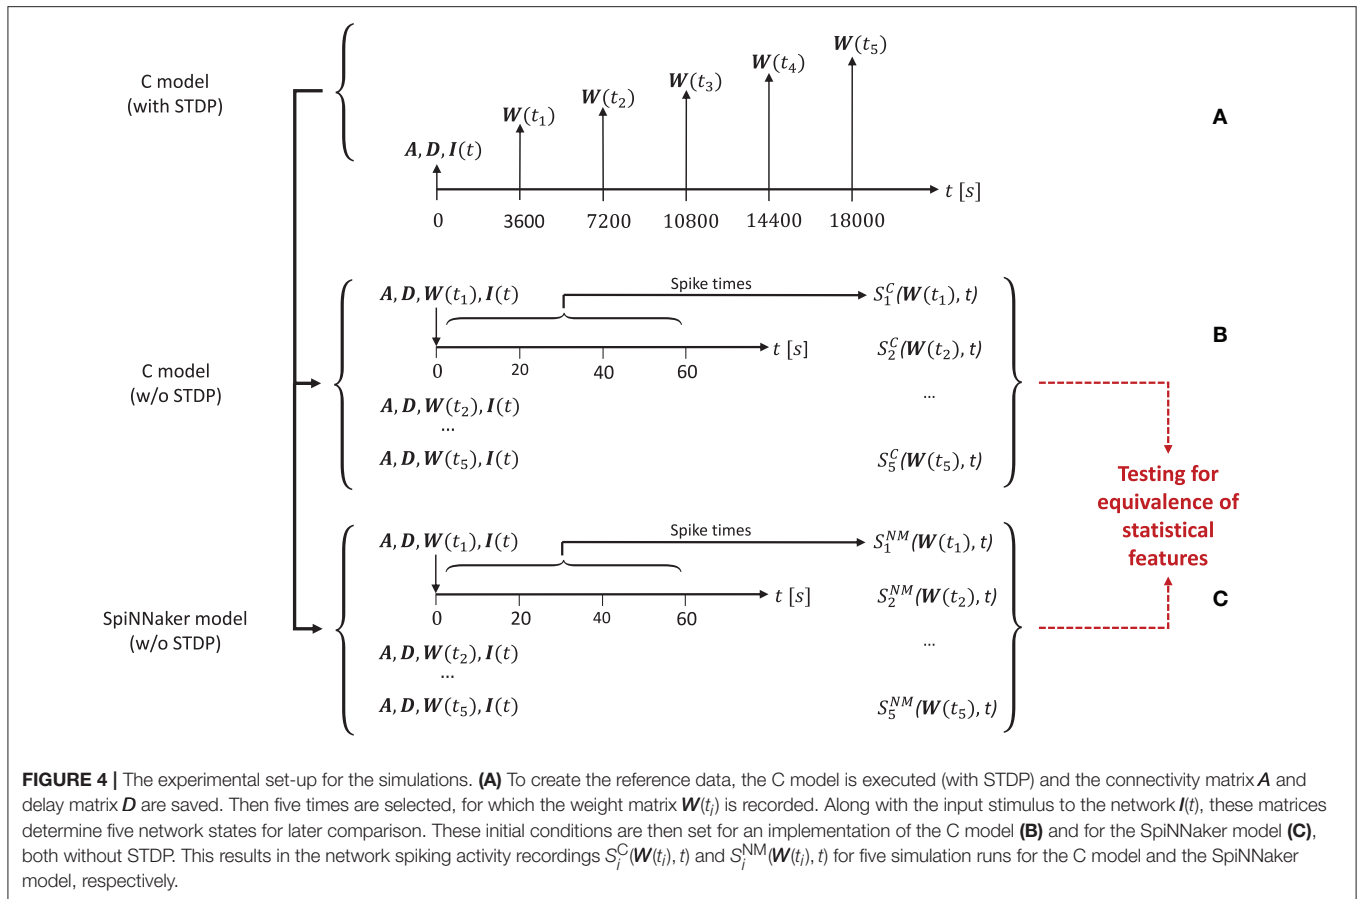 C model
(with STDP)
A, D, I(t)
W(t₁)
W(t₂)
W(t₃)
W(t₄)
W(t₅)
t [s]
0 3600 7200 10800 14400 18000
A
C model
(w/o STDP)
A, D, W(t₁), I(t)
Spike times
t [s]
0 20 40 60
A, D, W(t₂), I(t)
...
A, D, W(t₅), I(t)
S₁ᶜ(W(t₁), t)
S₂ᶜ(W(t₂), t)
...
S₅ᶜ(W(t₅), t)
B
Testing for
equivalence of
statistical
features
SpiNNaker model
(w/o STDP)
A, D, W(t₁), I(t)
Spike times
t [s]
0 20 40 60
A, D, W(t₂), I(t)
...
A, D, W(t₅), I(t)
S₁ᴺᴹ(W(t₁), t)
S₂ᴺᴹ(W(t₂), t)
...
S₅ᴺᴹ(W(t₅), t)
C
FIGURE 4 | The experimental set-up for the simulations. (A) To create the reference data, the C model is executed (with STDP) and the connectivity matrix A and
delay matrix D are saved. Then five times are selected, for which the weight matrix W(tᵢ) is recorded. Along with the input stimulus to the network I(t), these matrices
determine five network states for later comparison. These initial conditions are then set for an implementation of the C model (B) and for the SpiNNaker model (C),
both without STDP. This results in the network spiking activity recordings Sᵢᶜ(W(tᵢ), t) and Sᵢᴺᴹ(W(tᵢ), t) for five simulation runs for the C model and the SpiNNaker
model, respectively.